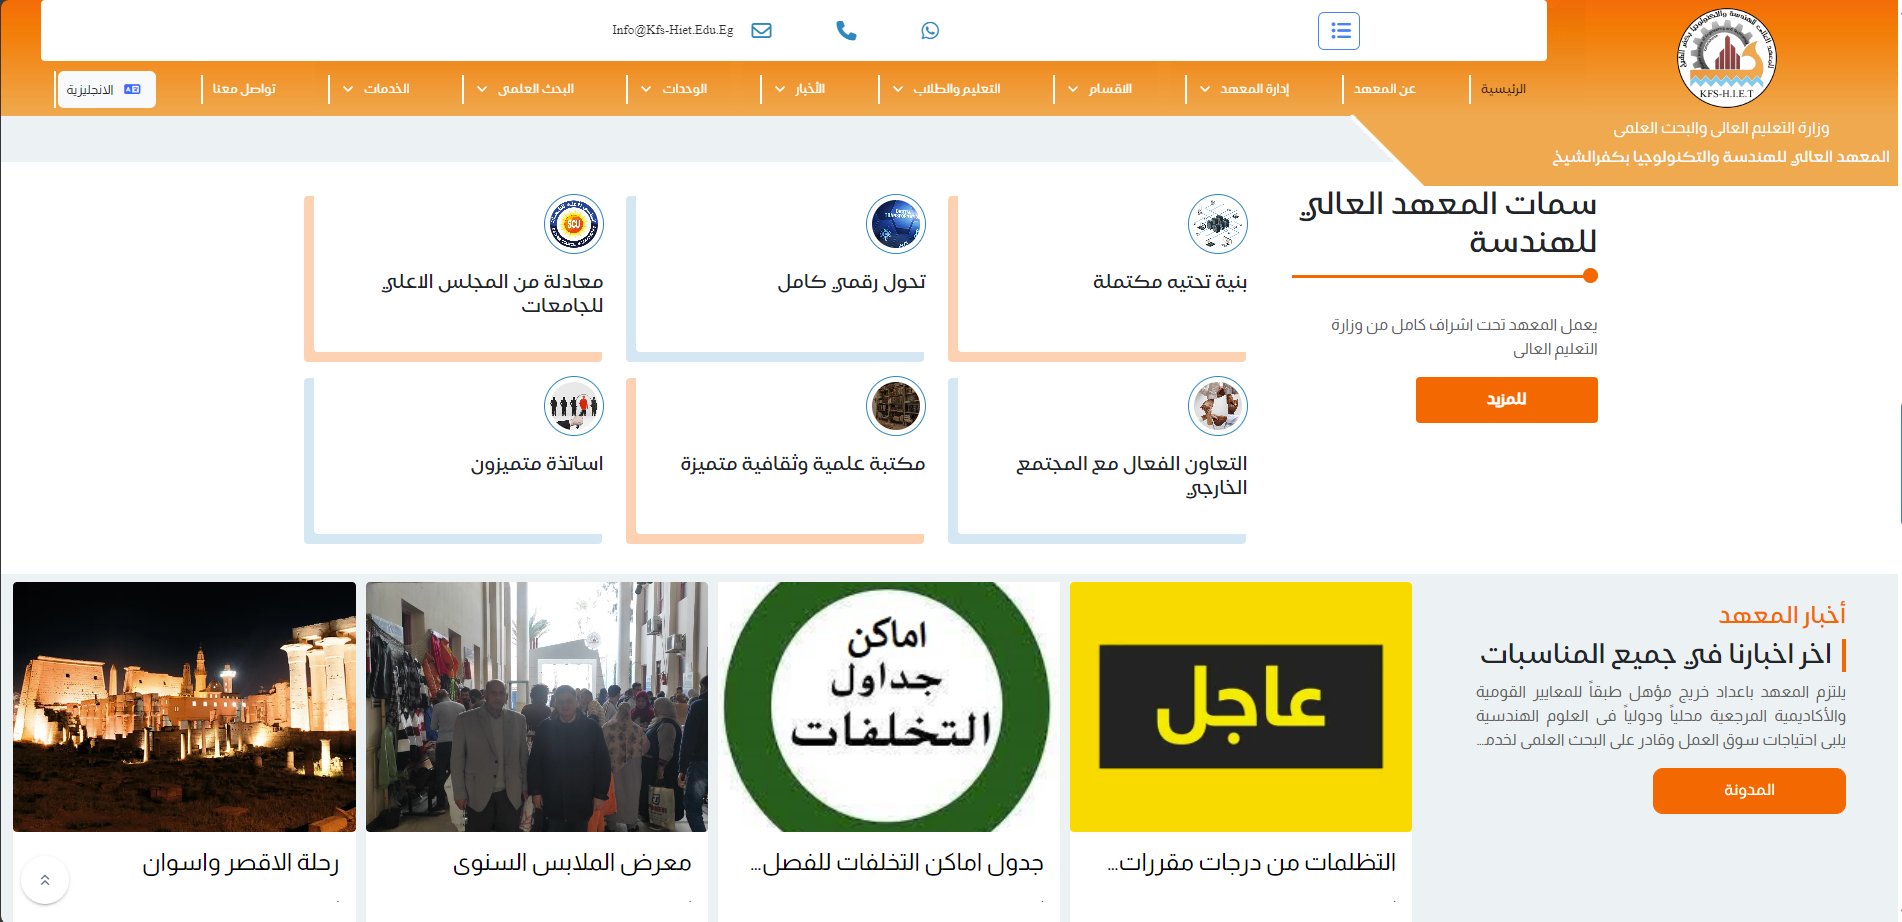 Info@Kfs-Hiet.Edu.Eg
KFS-H.I.E.T
وزارة التعليم العالى والبحث العلمى
المعهد العالي للهندسة والتكنولوجيا بكفرالشيخ
الرئيسية
عن المعهد
إدارة المعهد
الاقسام
التعليم والطلاب
الأخبار
الوحدات
البحث العلمى
الخدمات
تواصل معنا
الانجليزية
سمات المعهد العالي
للهندسة
يعمل المعهد تحت اشراف كامل من وزارة
التعليم العالى
للمزيد
بنية تحتيه مكتملة
تحول رقمي كامل
SCU
معادلة من المجلس الاعلي
للجامعات
التعاون الفعال مع المجتمع
الخارجي
مكتبة علمية وثقافية متميزة
اساتذة متميزون
أخبار المعهد
اخر اخبارنا في جميع المناسبات
يلتزم المعهد باعداد خريج مؤهل طبقاً للمعايير القومية
والأكاديمية المرجعية محلياً ودولياً فى العلوم الهندسية
يلبى احتياجات سوق العمل وقادر على البحث العلمى لخدمـ...
المدونة
عاجل
التظلمات من درجات مقررات...
اماكن
جداول
التخلفات
جدول اماكن التخلفات للفصل...
معرض الملابس السنوى
رحلة الاقصر واسوان